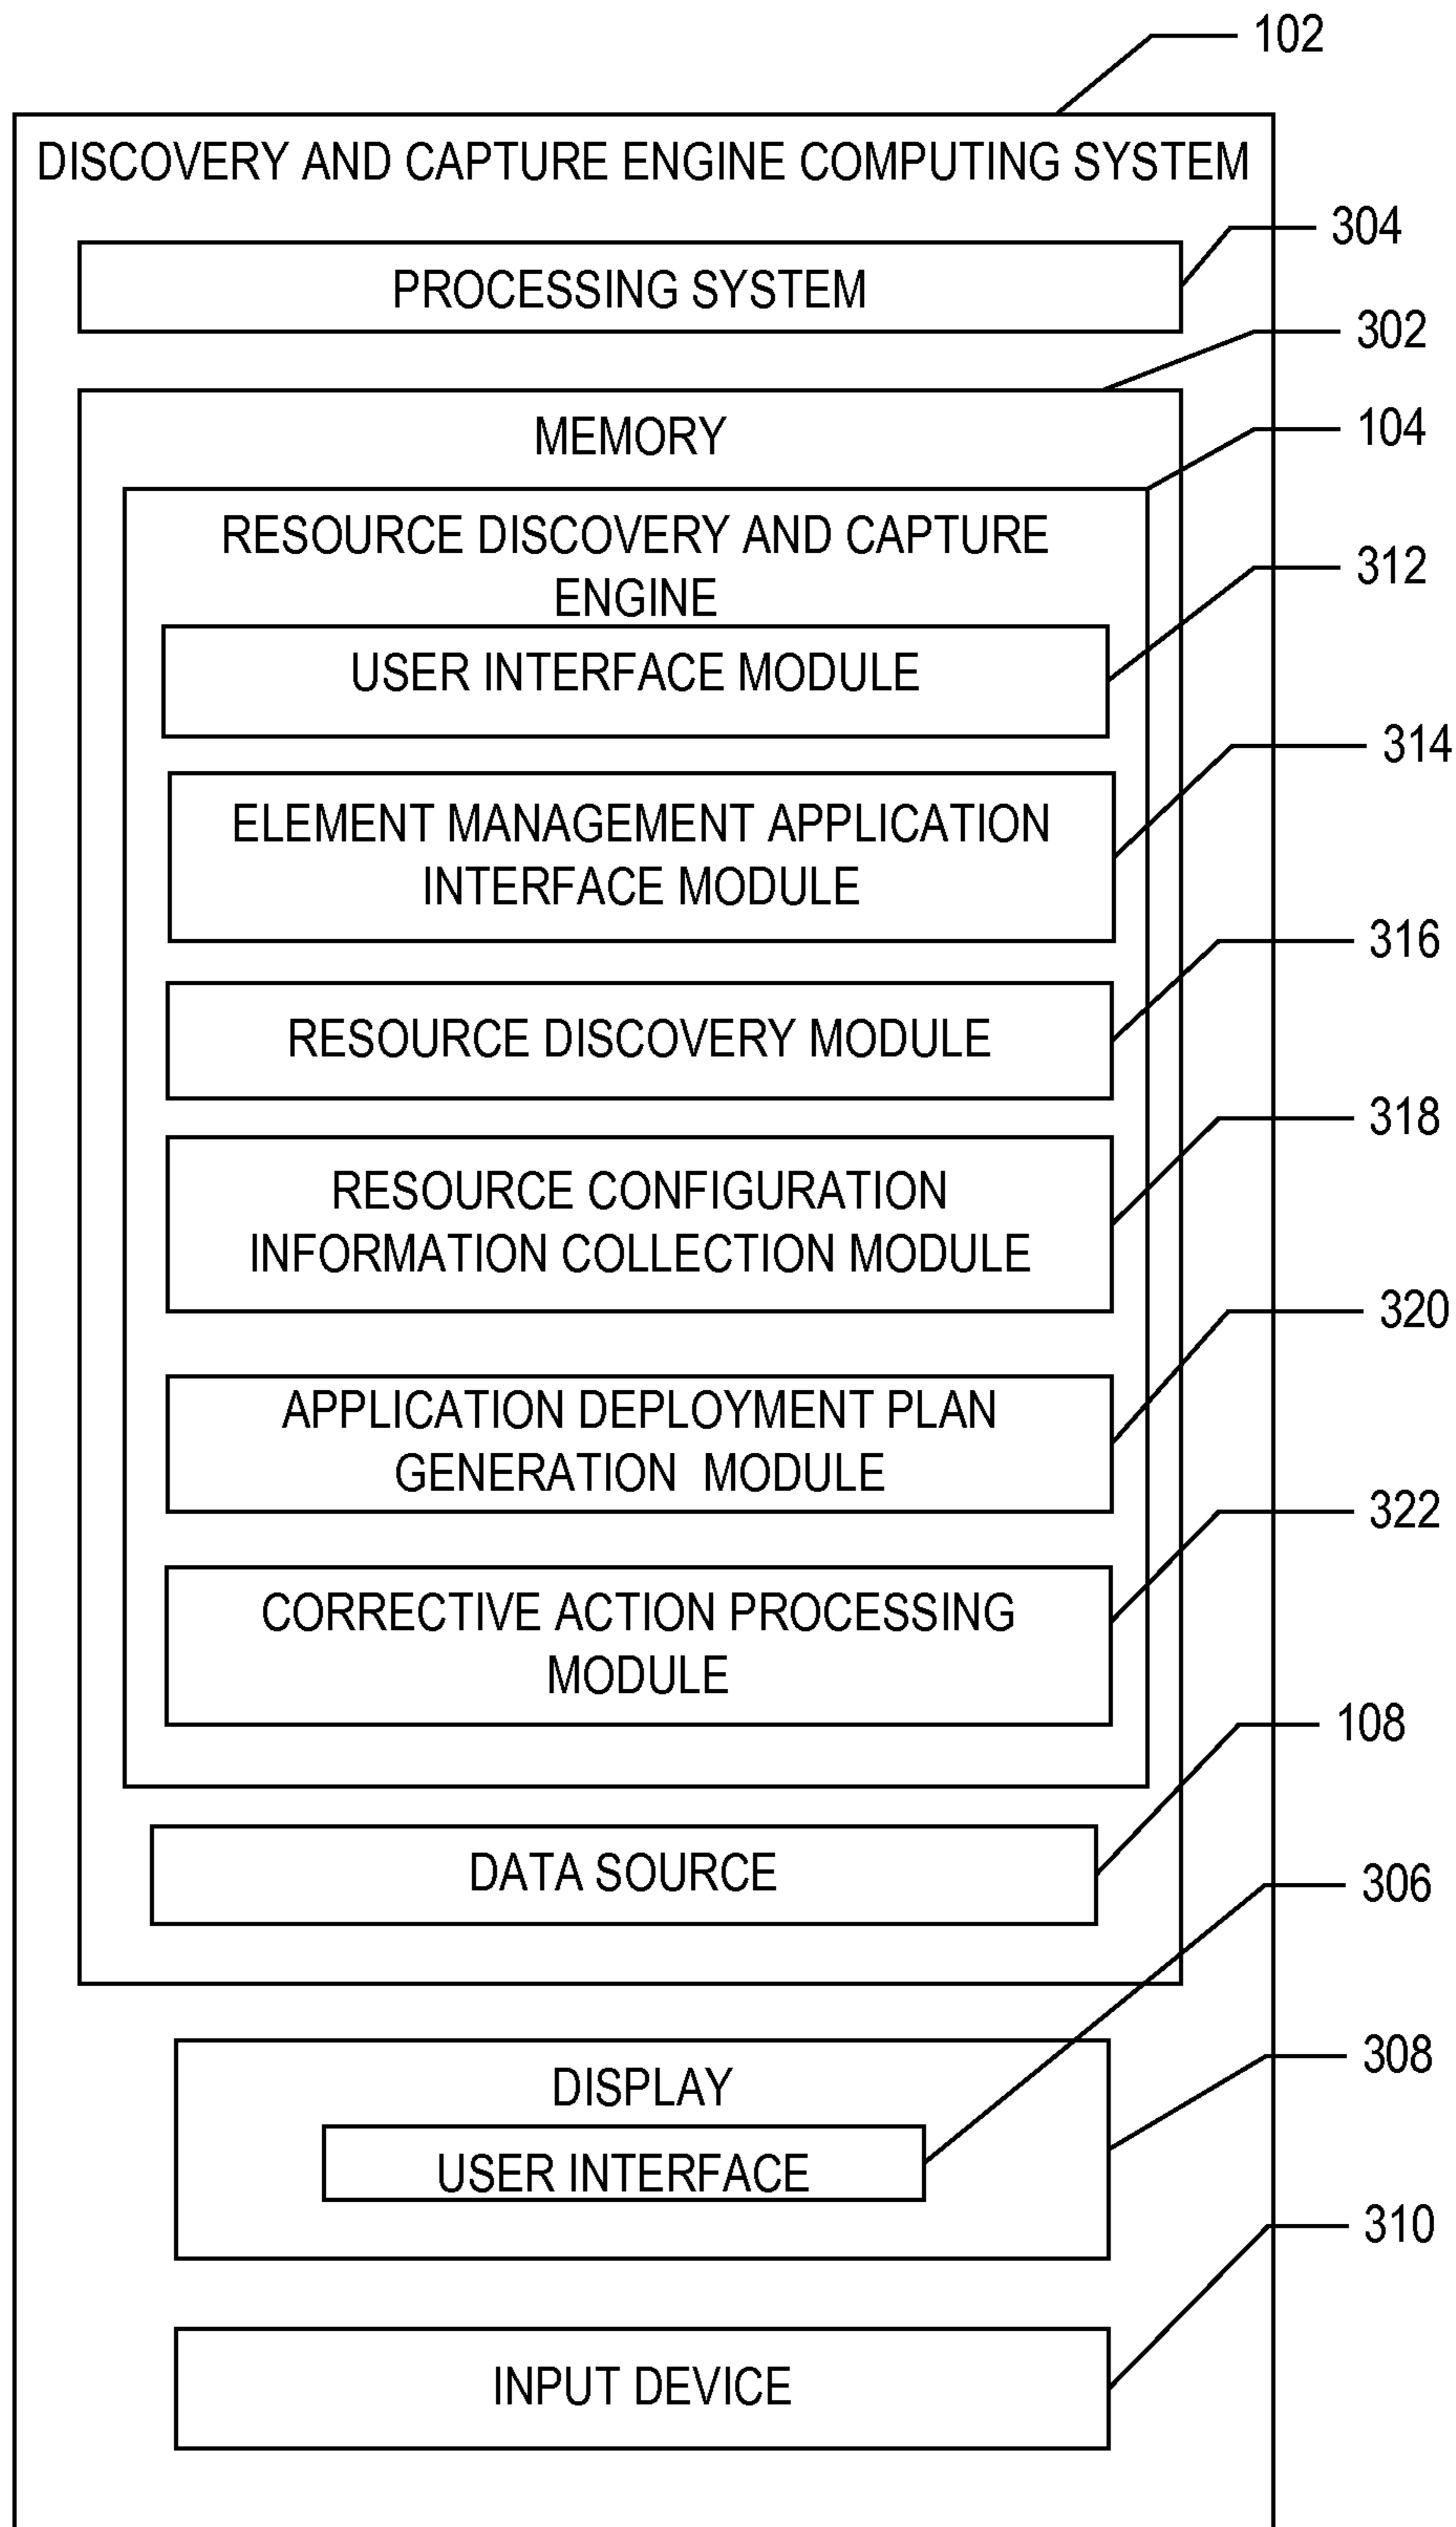 102
DISCOVERY AND CAPTURE ENGINE COMPUTING SYSTEM
304
PROCESSING SYSTEM
302
MEMORY
104
RESOURCE DISCOVERY AND CAPTURE
ENGINE
312
USER INTERFACE MODULE
314
ELEMENT MANAGEMENT APPLICATION
INTERFACE MODULE
316
RESOURCE DISCOVERY MODULE
318
RESOURCE CONFIGURATION
INFORMATION COLLECTION MODULE
320
APPLICATION DEPLOYMENT PLAN
GENERATION MODULE
322
CORRECTIVE ACTION PROCESSING
MODULE
108
DATA SOURCE
306
308
DISPLAY
USER INTERFACE
310
INPUT DEVICE